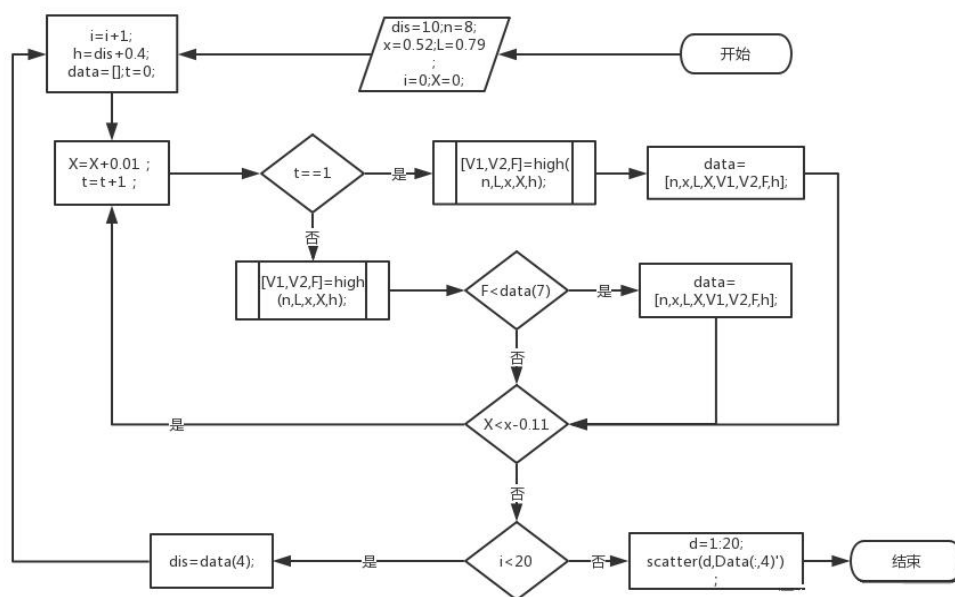 开始
dis=10;n=8;
x=0.52;L=0.79
;
i=0;X=0;
i=i+1;
h=dis+0.4;
data=[];t=0;
X=X+0.01 ;
t=t+1 ;
t==1
是
[V1,V2,F]=high(
n,L,x,X,h);
data=
[n,x,L,X,V1,V2,F,h];
否
[V1,V2,F]=high
(n,L,x,X,h);
F<data(7)
是
data=
[n,x,L,X,V1,V2,F,h];
否
X<x-0.11
是
否
i<20
是
dis=data(4);
否
d=1:20;
scatter(d,Data(:,4)')
;
结束